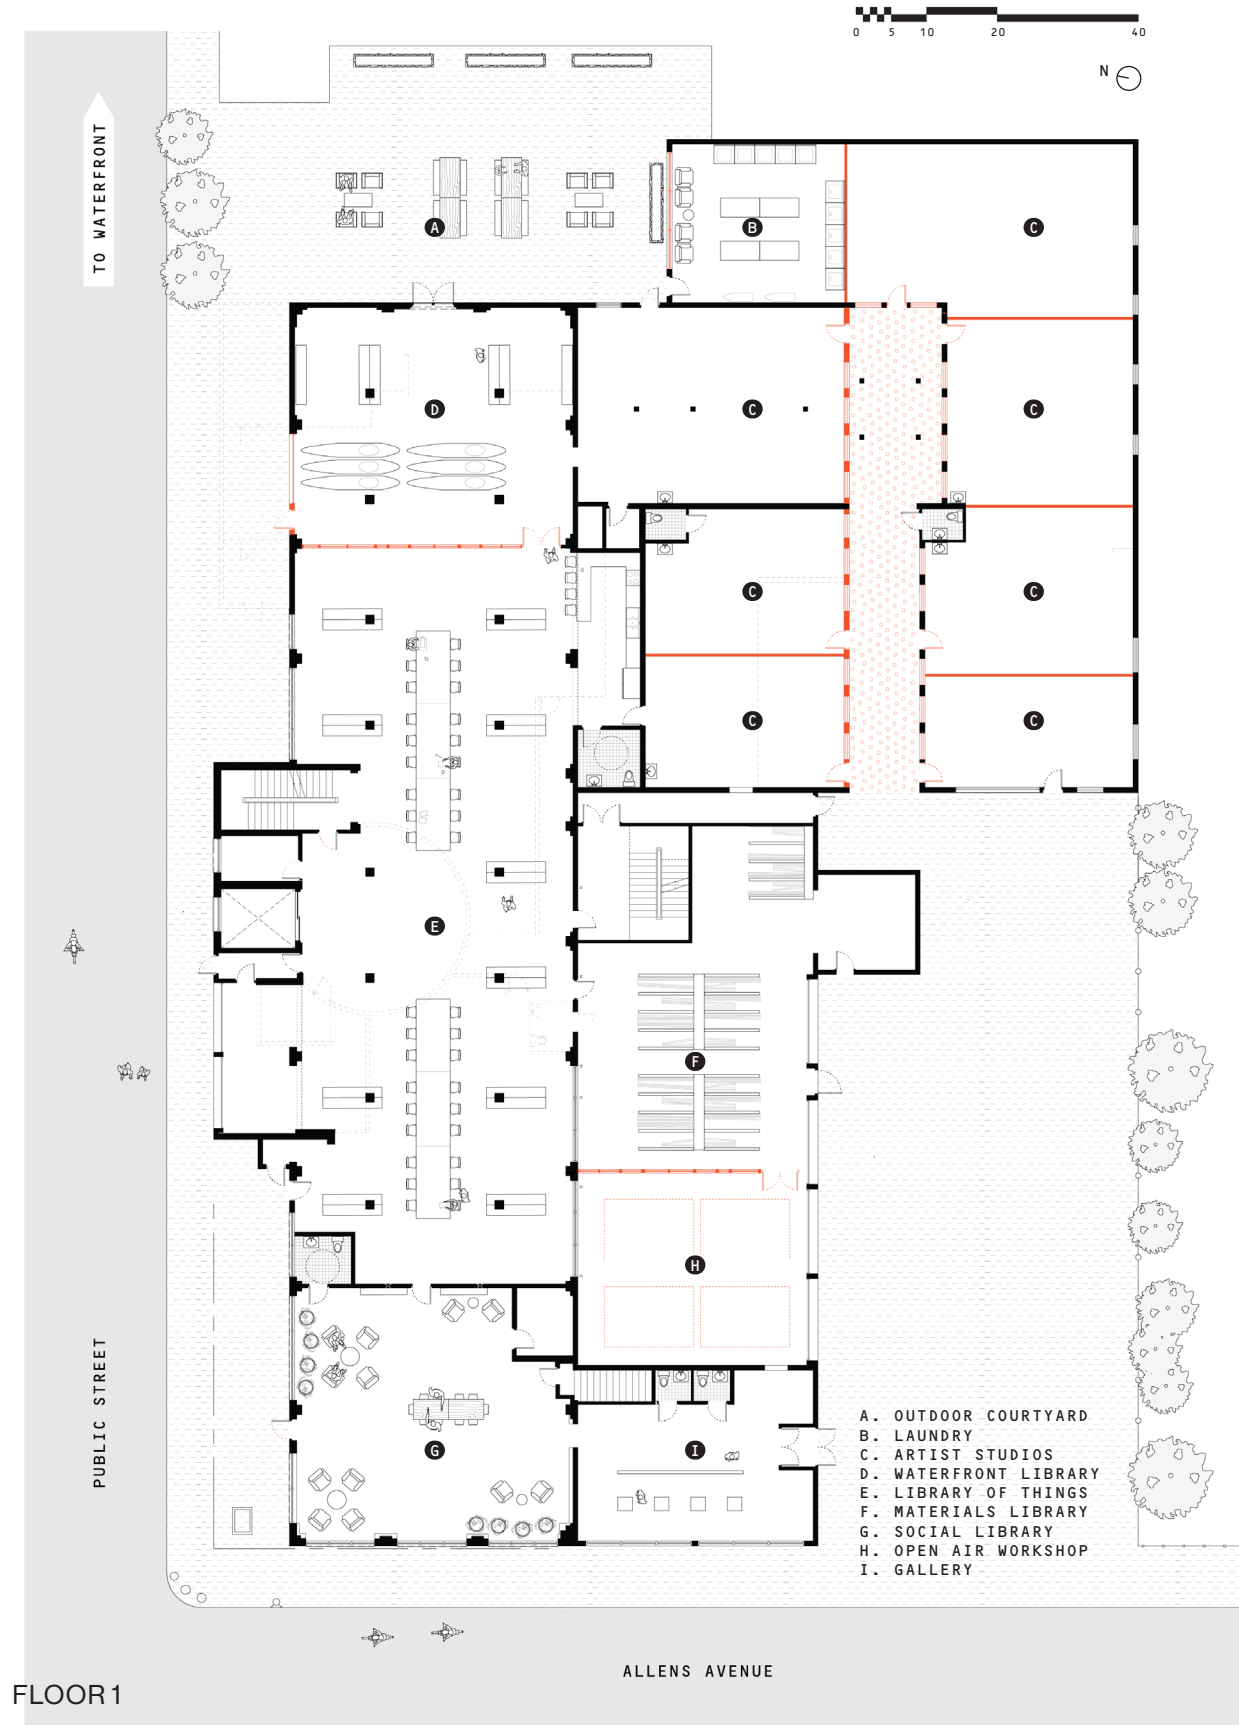 0 5 10 20 40
N
TO WATERFRONT
A
B
C
C
D
C
C
C
C
C
C
E
F
H
G
I
PUBLIC STREET
A. OUTDOOR COURTYARD
B. LAUNDRY
C. ARTIST STUDIOS
D. WATERFRONT LIBRARY
E. LIBRARY OF THINGS
F. MATERIALS LIBRARY
G. SOCIAL LIBRARY
H. OPEN AIR WORKSHOP
I. GALLERY
ALLENS AVENUE
FLOOR 1